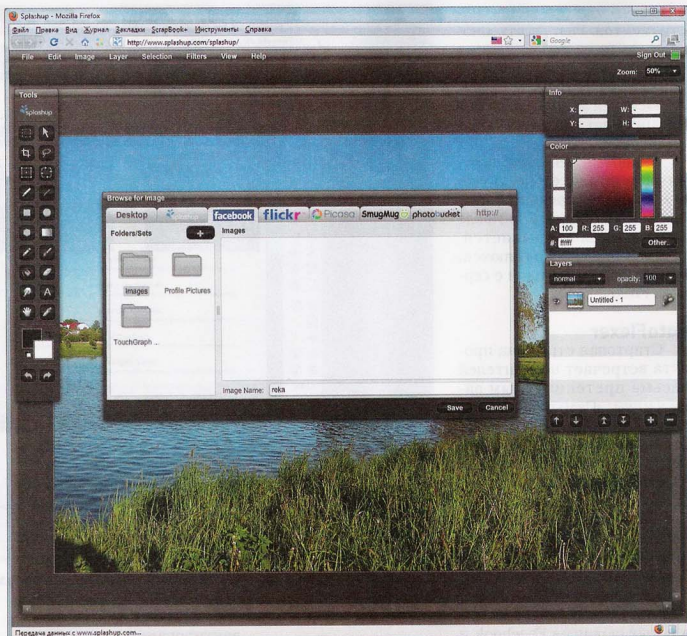 Splashup - Mozilla Firefox
Файл Правка Вид Журнал Закладки ScrapBook+ Инструменты Справка
http://www.splashup.com/splashup/
Google
File Edit Image Layer Selection Filters View Help
Sign Out
Zoom: 50%
Tools
splashup
Info
X: - W: -
Y: - H: -
Color
A: 100 R: 255 G: 255 B: 255
#: ffffff Other..
Layers
normal opacity: 100
Untitled - 1
Browse for Image
Desktop splashup facebook flickr Picasa SmugMug photobucket http://
Folders/Sets
Images
Images Profile Pictures
TouchGraph ...
Image Name: reka
Save Cancel
Передача данных с www.splashup.com...